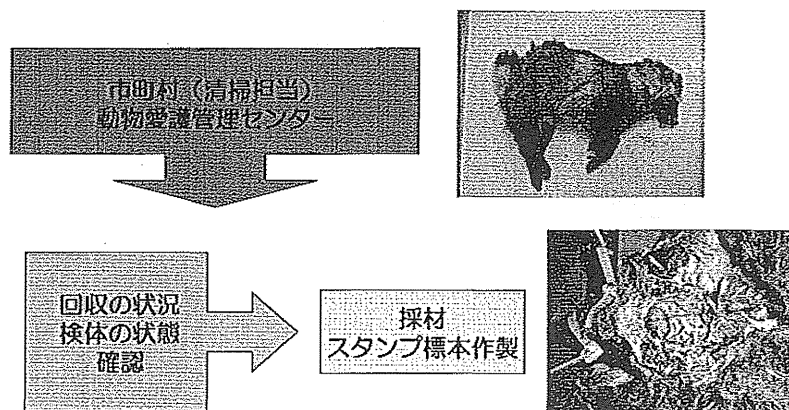 市町村（清掃担当）
動物愛護管理センター
回収の状況
検体の状態
確認
採材
スタンプ標本作製